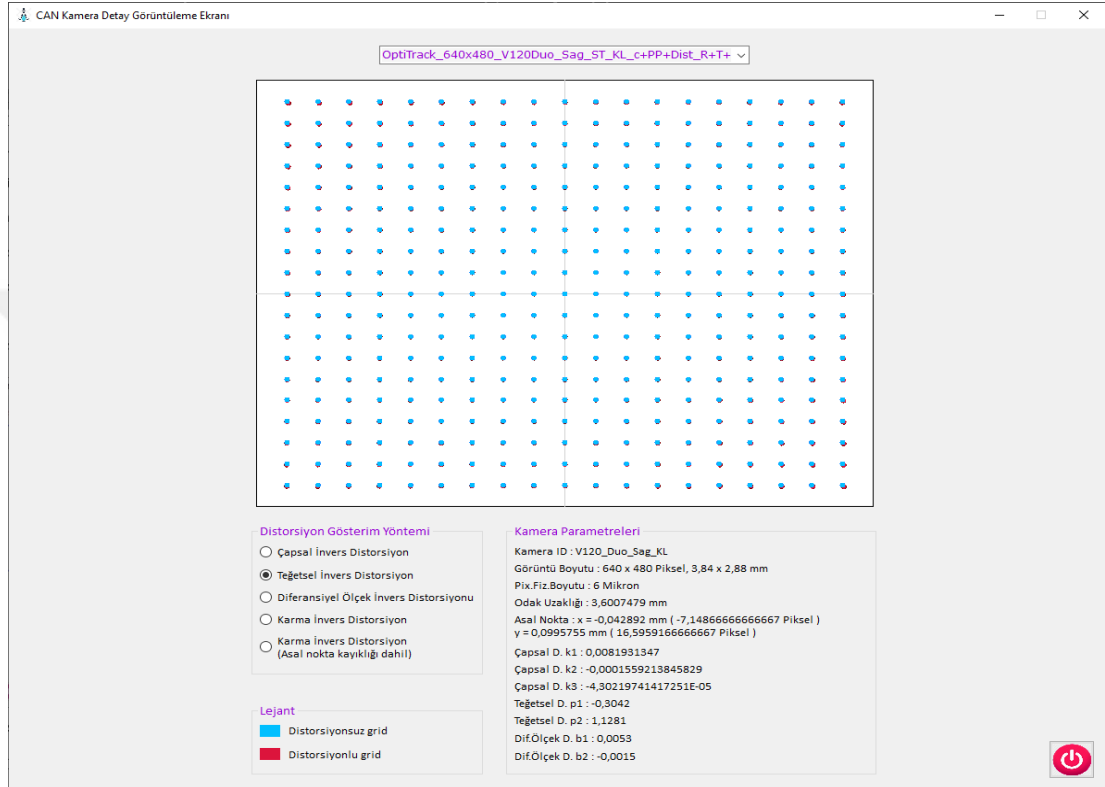 CAN Kamera Detay Görüntüleme Ekranı
OptiTrack_640x480_V120Duo_Sag_ST_KL_c+PP+Dist_R+T+
Distorsiyon Gösterim Yöntemi
Çapsal İnvers Distorsiyon
Teğetsel İnvers Distorsiyon
Diferansiyel Ölçek İnvers Distorsiyonu
Karma İnvers Distorsiyon
Karma İnvers Distorsiyon
(Asal nokta kayıklığı dahil)
Lejant
Distorsiyonsuz grid
Distorsiyonlu grid
Kamera Parametreleri
Kamera ID : V120_Duo_Sag_KL
Görüntü Boyutu : 640 x 480 Piksel, 3,84 x 2,88 mm
Pix.Fiz.Boyutu : 6 Mikron
Odak Uzaklığı : 3,6007479 mm
Asal Nokta : x = -0,042892 mm ( -7,14866666666667 Piksel )
y = 0,0995755 mm ( 16,5959166666667 Piksel )
Çapsal D. k1 : 0,0081931347
Çapsal D. k2 : -0,0001559213845829
Çapsal D. k3 : -4,30219741417251E-05
Teğetsel D. p1 : -0,3042
Teğetsel D. p2 : 1,1281
Dif.Ölçek D. b1 : 0,0053
Dif.Ölçek D. b2 : -0,0015